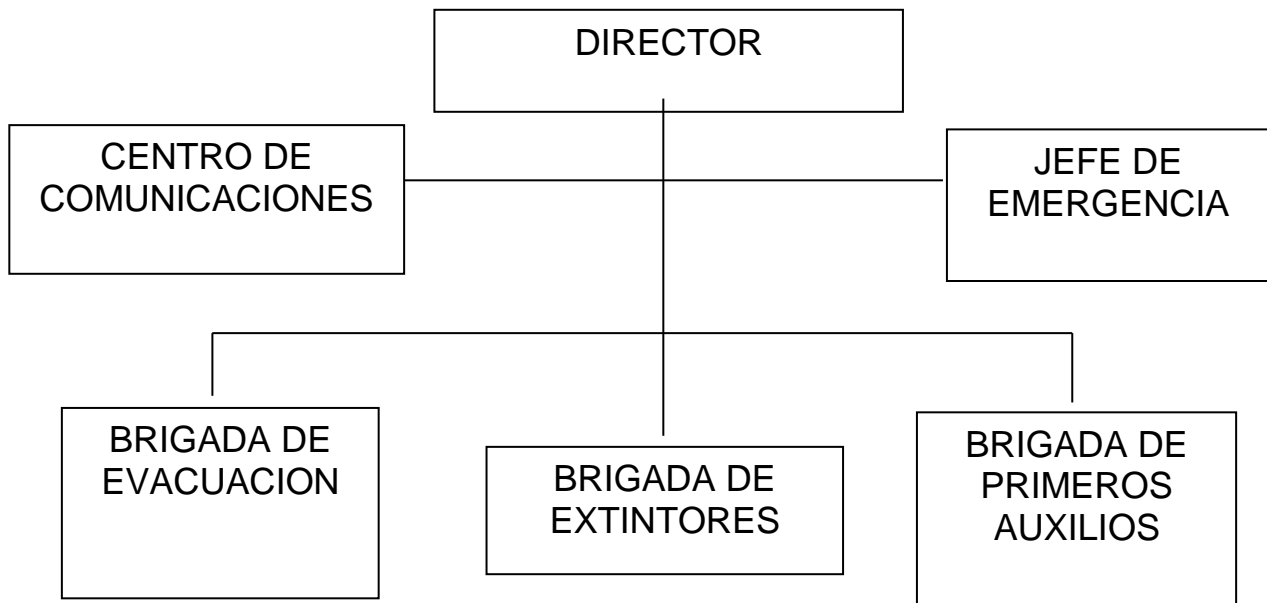 DIRECTOR
CENTRO DE
COMUNICACIONES
JEFE DE
EMERGENCIA
BRIGADA DE
EVACUACION
BRIGADA DE
EXTINTORES
BRIGADA DE
PRIMEROS
AUXILIOS